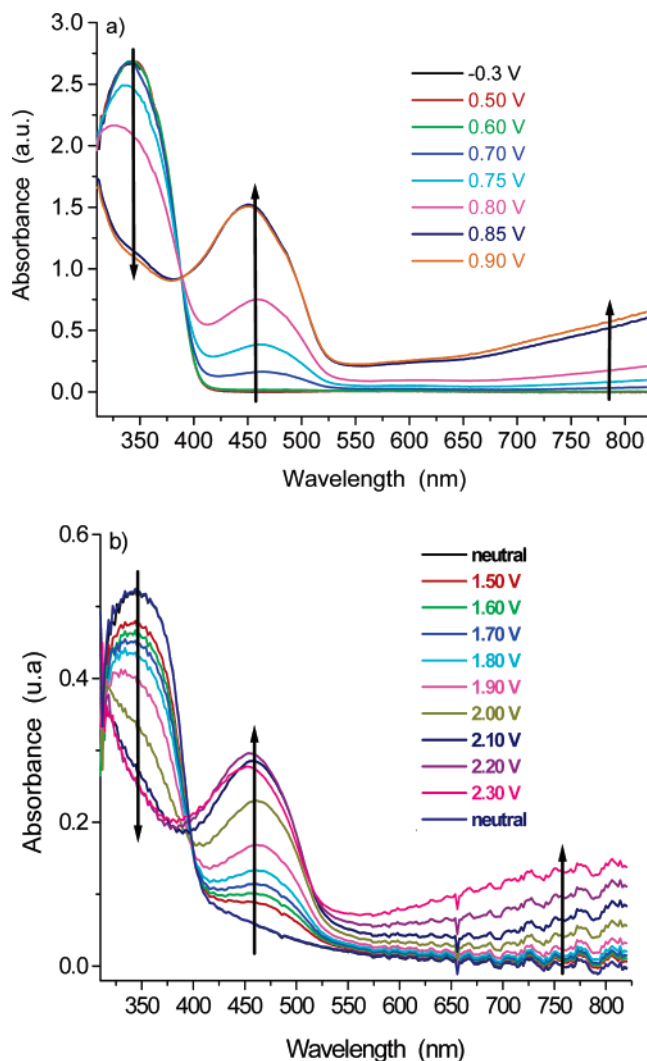 a)
3.0
2.5
2.0
1.5
1.0
0.5
0.0
Absorbance (a.u.)
-0.3 V
0.50 V
0.60 V
0.70 V
0.75 V
0.80 V
0.85 V
0.90 V
350 400 450 500 550 600 650 700 750 800
Wavelength (nm)
b)
0.6
0.4
0.2
0.0
Absorbance (u.a)
neutral
1.50 V
1.60 V
1.70 V
1.80 V
1.90 V
2.00 V
2.10 V
2.20 V
2.30 V
neutral
350 400 450 500 550 600 650 700 750 800
Wavelength (nm)